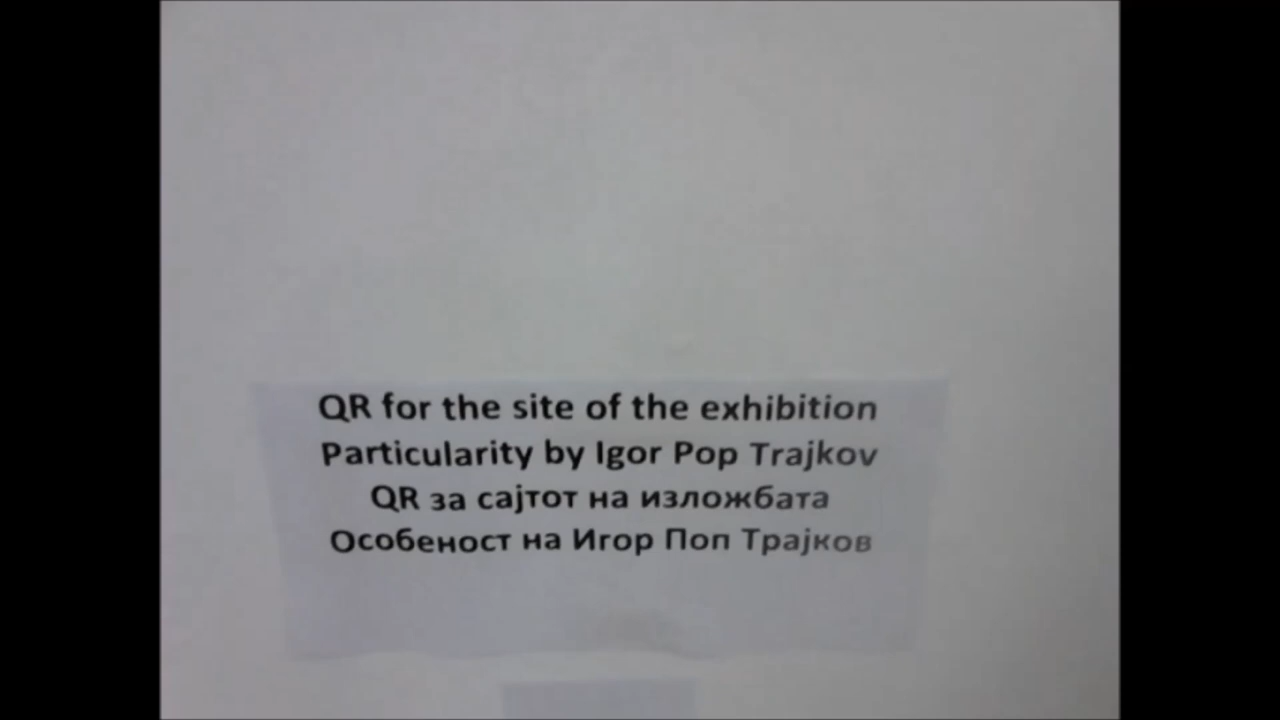 QR for the site of the exhibition
Particularity by Igor Pop Trajkov
QR за сајтот на изложбата
Особеност на Игор Поп Трајков